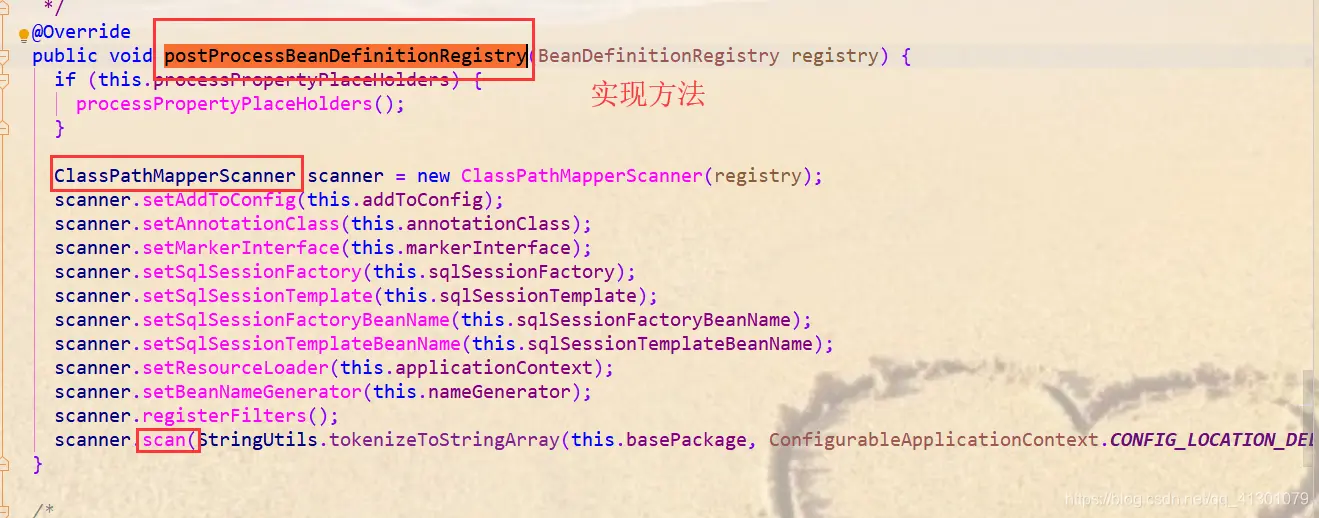 */
@Override
public void postProcessBeanDefinitionRegistry(BeanDefinitionRegistry registry) {
if (this.processPropertyPlaceHolders) {
实现方法
processPropertyPlaceHolders();
}
ClassPathMapperScanner scanner = new ClassPathMapperScanner(registry);
scanner.setAddToConfig(this.addToConfig);
scanner.setAnnotationClass(this.annotationClass);
scanner.setMarkerInterface(this.markerInterface);
scanner.setSqlSessionFactory(this.sqlSessionFactory);
scanner.setSqlSessionTemplate(this.sqlSessionTemplate);
scanner.setSqlSessionFactoryBeanName(this.sqlSessionFactoryBeanName);
scanner.setSqlSessionTemplateBeanName(this.sqlSessionTemplateBeanName);
scanner.setResourceLoader(this.applicationContext);
scanner.setBeanNameGenerator(this.nameGenerator);
scanner.registerFilters();
scanner.scan(StringUtils.tokenizeToStringArray(this.basePackage, ConfigurableApplicationContext.CONFIG_LOCATION_DEL
}
/*
https://blog.csdn.net/qq_41301079